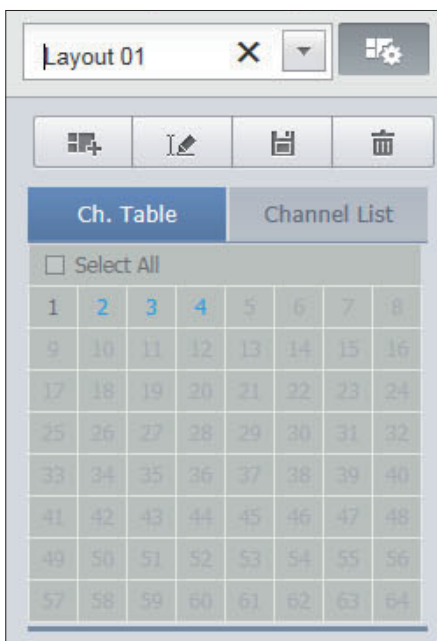 Layout 01
Ch. Table Channel List
Select All
1 2 3 4 5 6 7 8
9 10 11 12 13 14 15 16
17 18 19 20 21 22 23 24
25 26 27 28 29 30 31 32
33 34 35 36 37 38 39 40
41 42 43 44 45 46 47 48
49 50 51 52 53 54 55 56
57 58 59 60 61 62 63 64